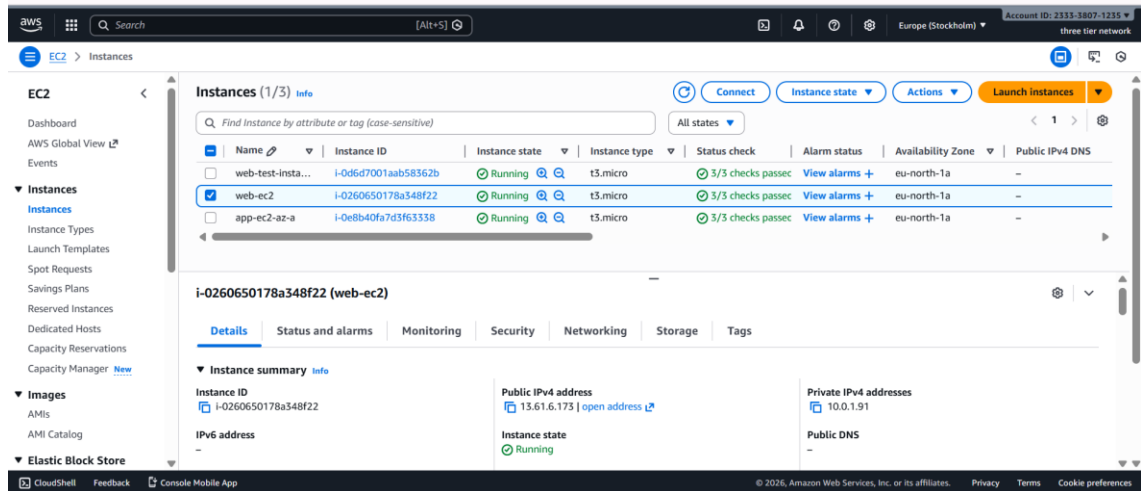 aws Search [Alt+S] Europe (Stockholm) ▼ Account ID: 2333-3807-1235 ▼
three tier network
EC2 > Instances
EC2
Dashboard
AWS Global View
Events
Instances
Instances
Instance Types
Launch Templates
Spot Requests
Savings Plans
Reserved Instances
Dedicated Hosts
Capacity Reservations
Capacity Manager New
Images
AMIs
AMI Catalog
Elastic Block Store
Instances (1/3) Info Connect Instance state ▼ Actions ▼ Launch instances ▼
Find Instance by attribute or tag (case-sensitive) All states ▼ < 1 >
Name Instance ID Instance state Instance type Status check Alarm status Availability Zone Public IPv4 DNS
web-test-insta... i-0d6d7001aab58362b Running t3.micro 3/3 checks passec View alarms + eu-north-1a –
web-ec2 i-0260650178a348f22 Running t3.micro 3/3 checks passec View alarms + eu-north-1a –
app-ec2-az-a i-0e8b40fa7d3f63338 Running t3.micro 3/3 checks passec View alarms + eu-north-1a –
i-0260650178a348f22 (web-ec2)
Details Status and alarms Monitoring Security Networking Storage Tags
Instance summary Info
Instance ID
i-0260650178a348f22
Public IPv4 address
13.61.6.173 | open address
Private IPv4 addresses
10.0.1.91
IPv6 address
–
Instance state
Running
Public DNS
–
CloudShell Feedback Console Mobile App © 2026, Amazon Web Services, Inc. or its affiliates. Privacy Terms Cookie preferences